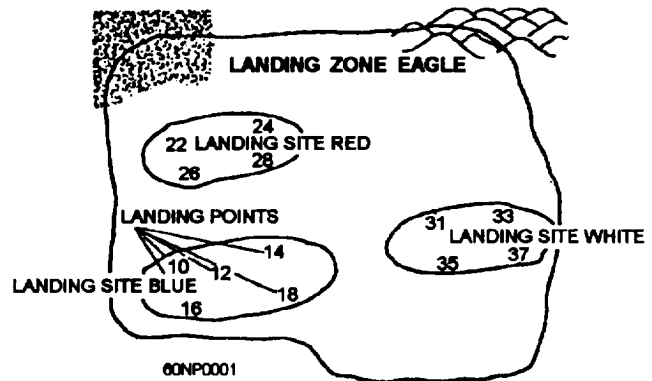 LANDING ZONE EAGLE
24
22 LANDING SITE RED
26 28
LANDING POINTS
31 33
LANDING SITE WHITE
35 37
14
10 12
LANDING SITE BLUE
16 18
60NP0001